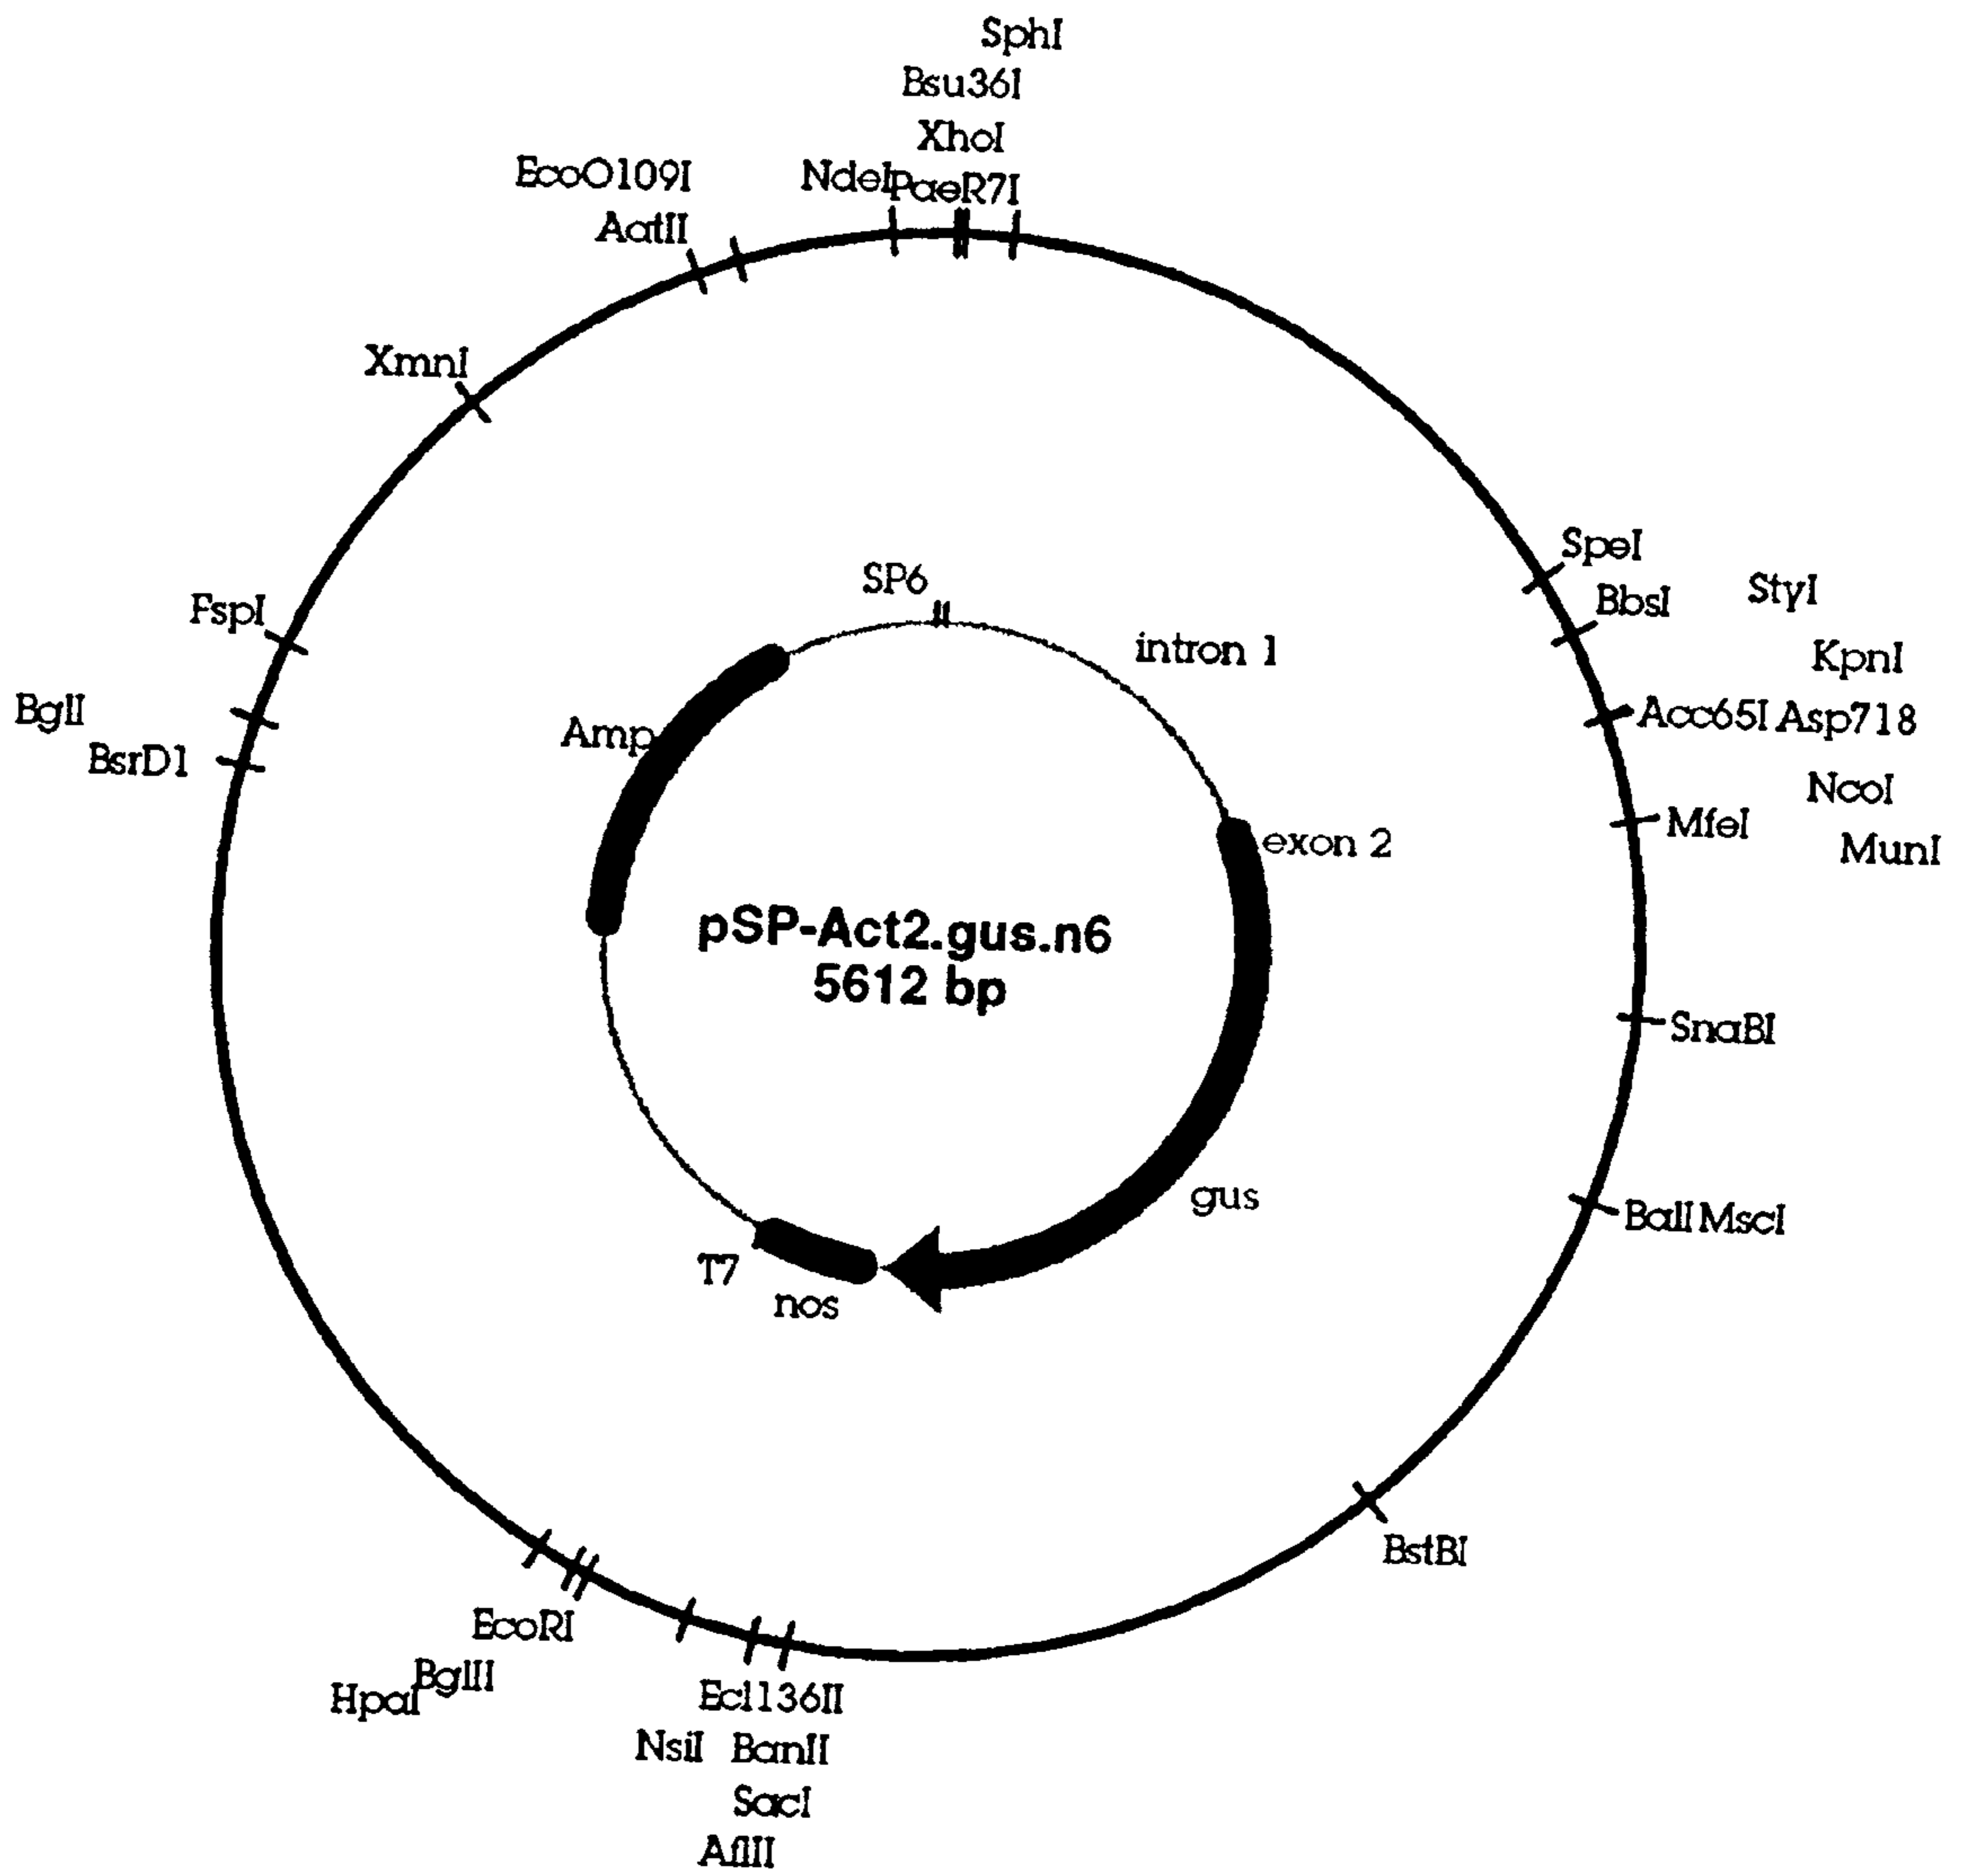 SphI
Bsu36I
XhoI
EcoO109I
NdeI
PaeR7I
AatII
XmnI
SpeI
BbsI
StyI
FspI
KpnI
BglI
Acc65I Asp718
BsrD1
NcoI
MfeI
MunI
SP6
intron 1
Amp
exon 2
pSP-Act2.gus.n6
5612 bp
SnaBI
gus
BalI MscI
T7
nos
BstBI
EcoRI
BglII
HpaI
Ecl136II
NsiI BanII
SacI
AflII